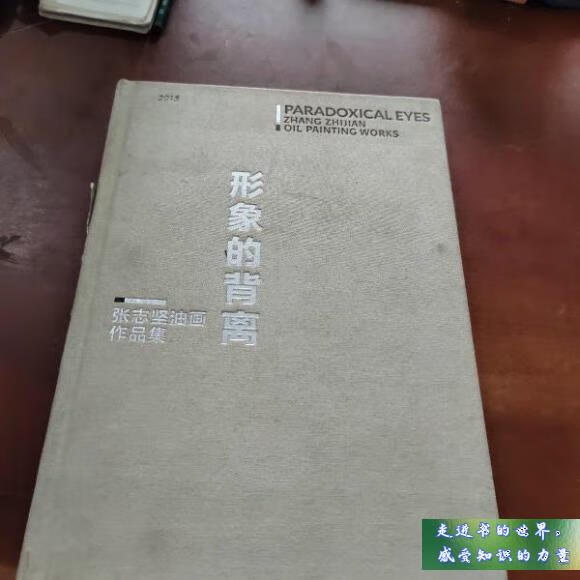 2015
PARADOXICAL EYES
ZHANG ZHIJIAN
OIL PAINTING WORKS
形象的背离
张志坚油画
作品集
走进书的世界。
感受知识的力量